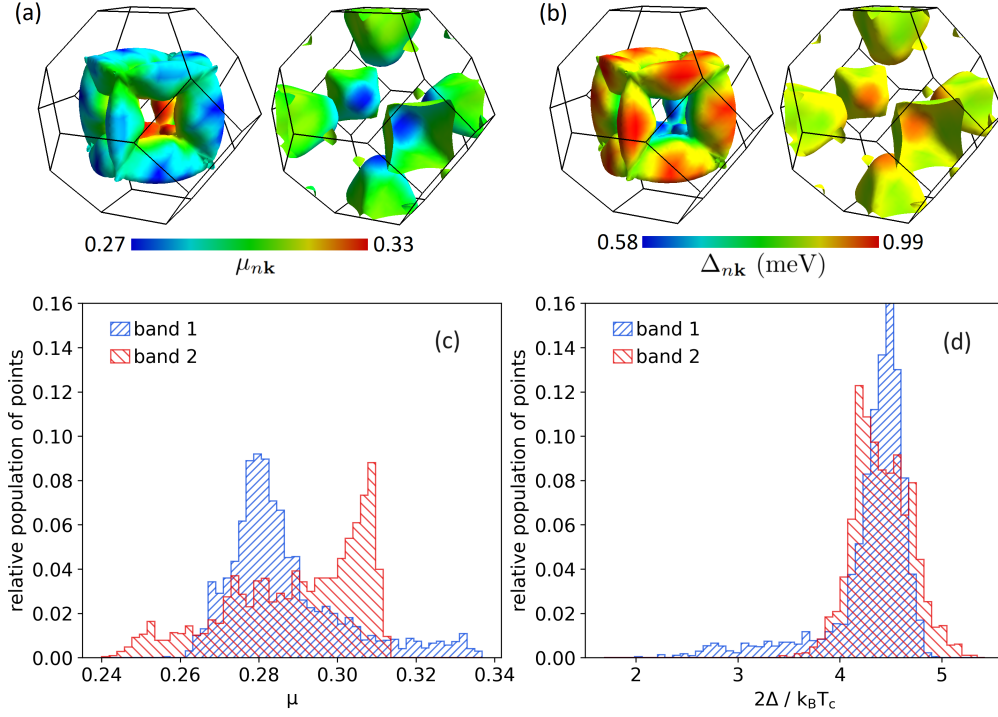 (a)
(b)
0.27 0.33
μnk
0.58 0.99
Δnk (meV)
(c)
band 1
band 2
relative population of points
0.16
0.14
0.12
0.10
0.08
0.06
0.04
0.02
0.00
0.24 0.26 0.28 0.30 0.32 0.34
μ
(d)
band 1
band 2
relative population of points
0.16
0.14
0.12
0.10
0.08
0.06
0.04
0.02
0.00
2 3 4 5
2Δ / kBTc